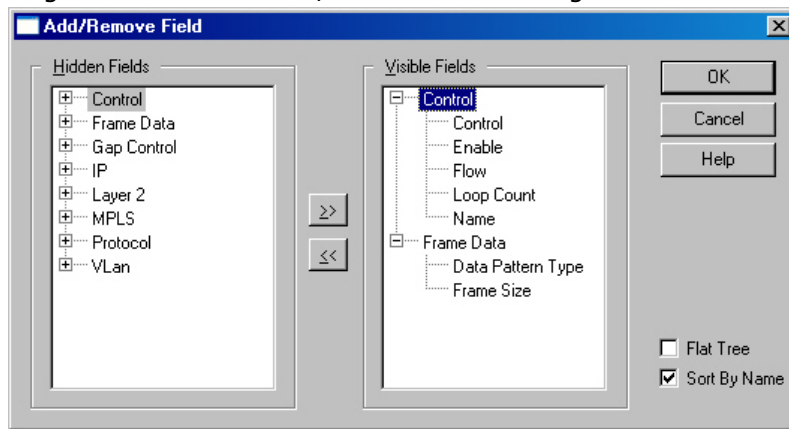 Add/Remove Field
Hidden Fields
Control
Frame Data
Gap Control
IP
Layer 2
MPLS
Protocol
VLan
>>
<<
Visible Fields
Control
Control
Enable
Flow
Loop Count
Name
Frame Data
Data Pattern Type
Frame Size
OK
Cancel
Help
Flat Tree
Sort By Name